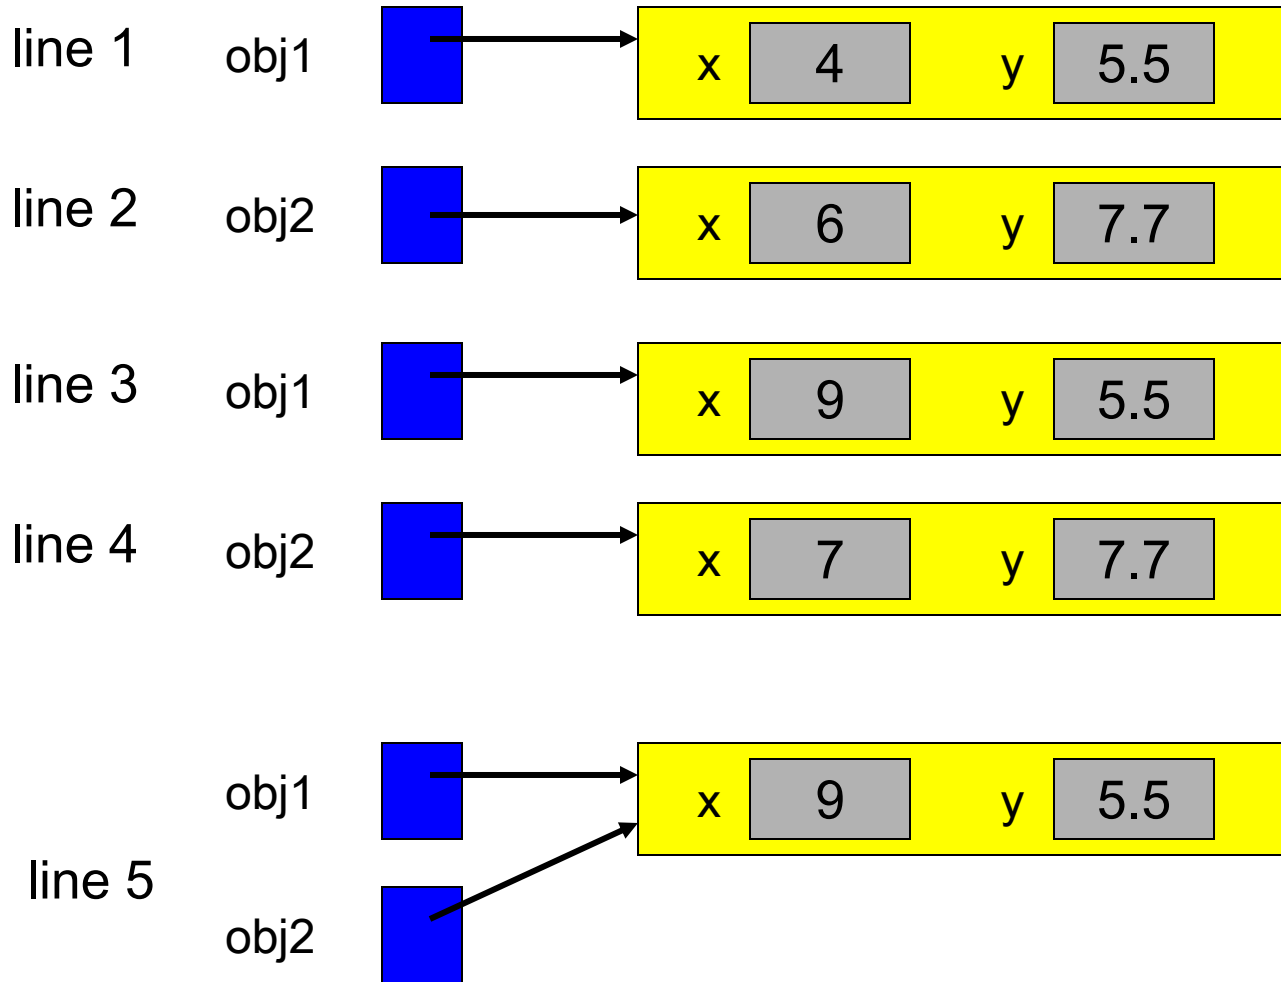 line 1 obj1 x 4 y 5.5
line 2 obj2 x 6 y 7.7
line 3 obj1 x 9 y 5.5
line 4 obj2 x 7 y 7.7
obj1 x 9 y 5.5
line 5
obj2